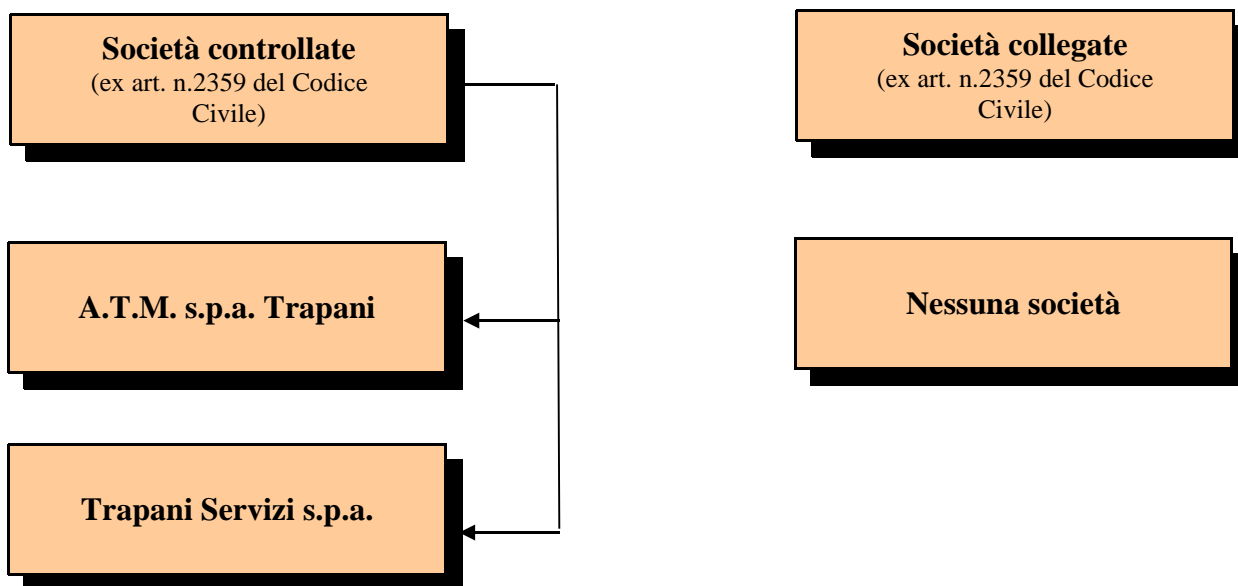 Società controllate
(ex art. n.2359 del Codice
Civile)
A.T.M. s.p.a. Trapani
Trapani Servizi s.p.a.
Società collegate
(ex art. n.2359 del Codice
Civile)
Nessuna società